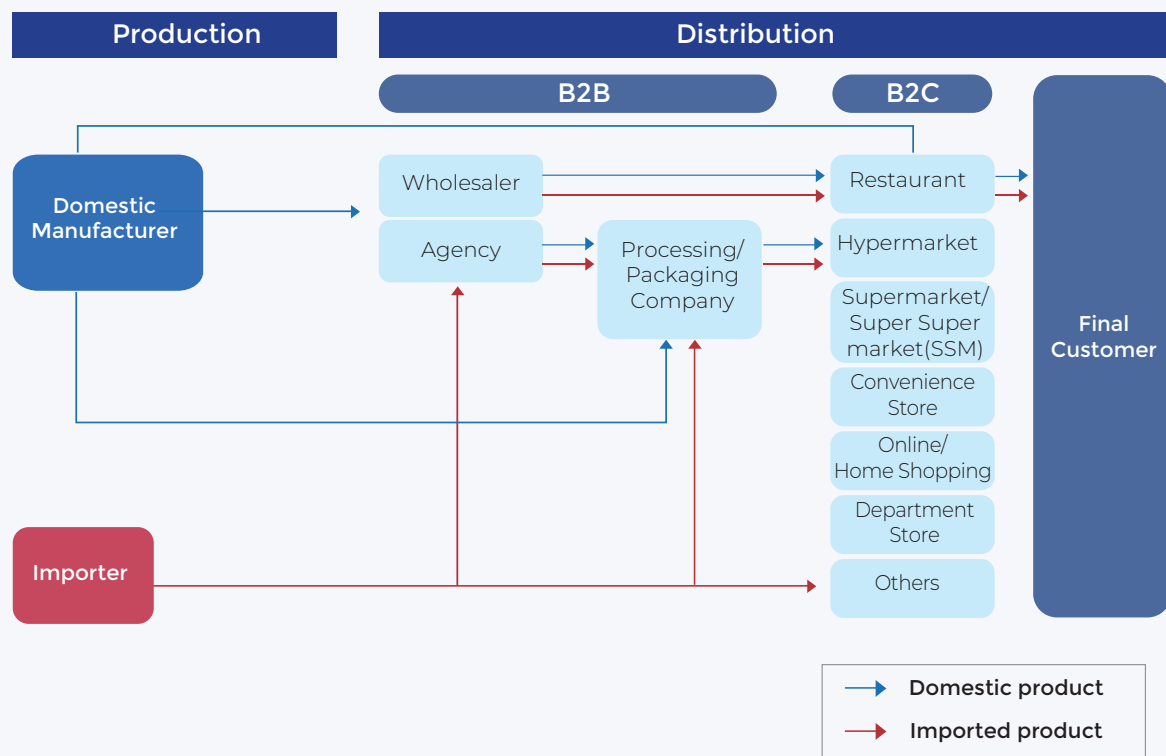 Production
Distribution
B2B
B2C
Domestic
Manufacturer
Wholesaler
Agency
Processing/
Packaging
Company
Restaurant
Hypermarket
Supermarket/
Super Super
market(SSM)
Convenience
Store
Online/
Home Shopping
Department
Store
Others
Final
Customer
Importer
Domestic product
Imported product